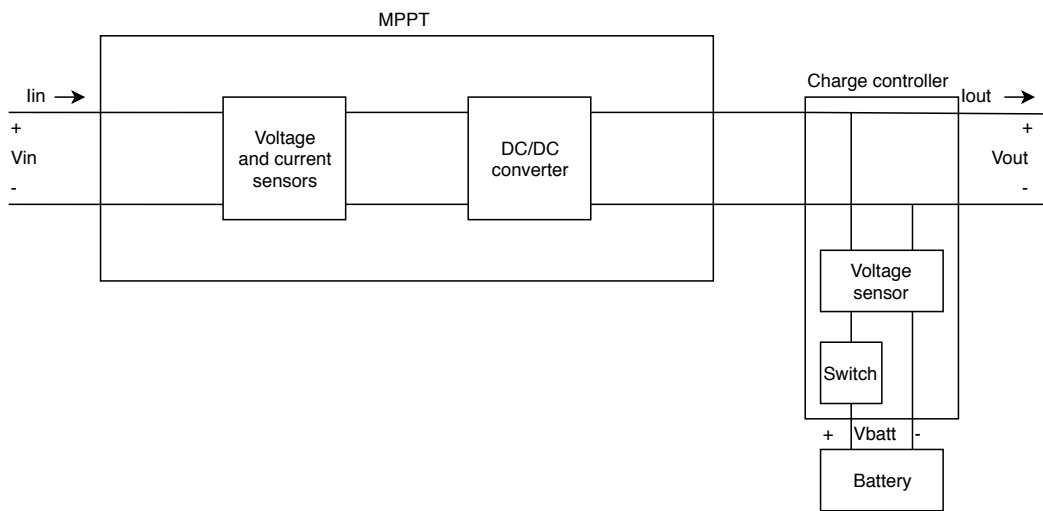 MPPT
Iin
Charge controller
Iout
+
Vin
-
Voltage
and current
sensors
DC/DC
converter
+
Vout
-
Voltage
sensor
Switch
+ Vbatt -
Battery